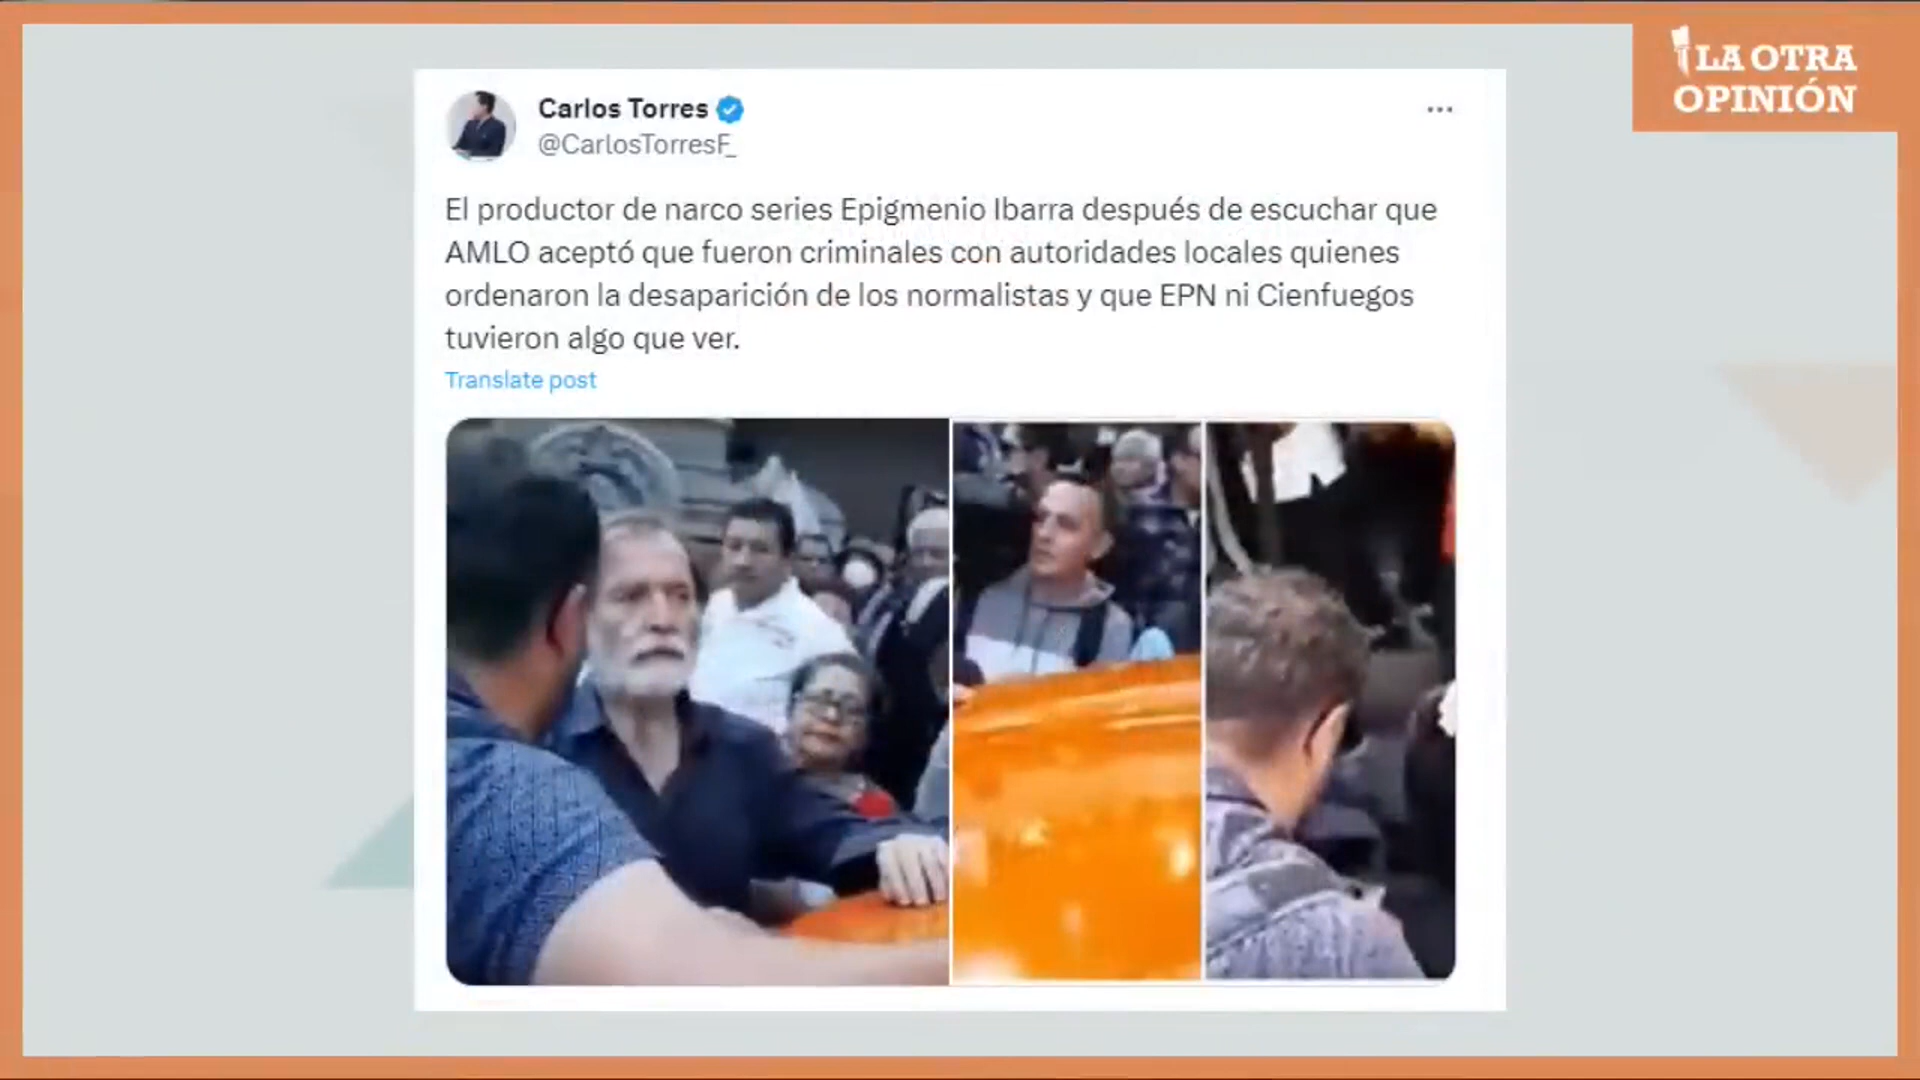 LA OTRA
OPINIÓN
Carlos Torres
@CarlosTorresF_
El productor de narco series Epigmenio Ibarra después de escuchar que
AMLO aceptó que fueron criminales con autoridades locales quienes
ordenaron la desaparición de los normalistas y que EPN ni Cienfuegos
tuvieron algo que ver.
Translate post